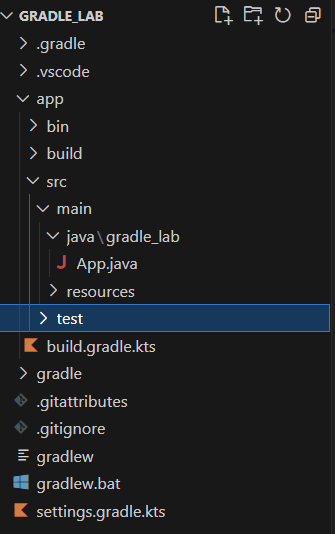 GRADLE_LAB
.gradle
.vscode
app
bin
build
src
main
java\gradle_lab
J App.java
resources
test
build.gradle.kts
gradle
.gitattributes
.gitignore
gradlew
gradlew.bat
settings.gradle.kts